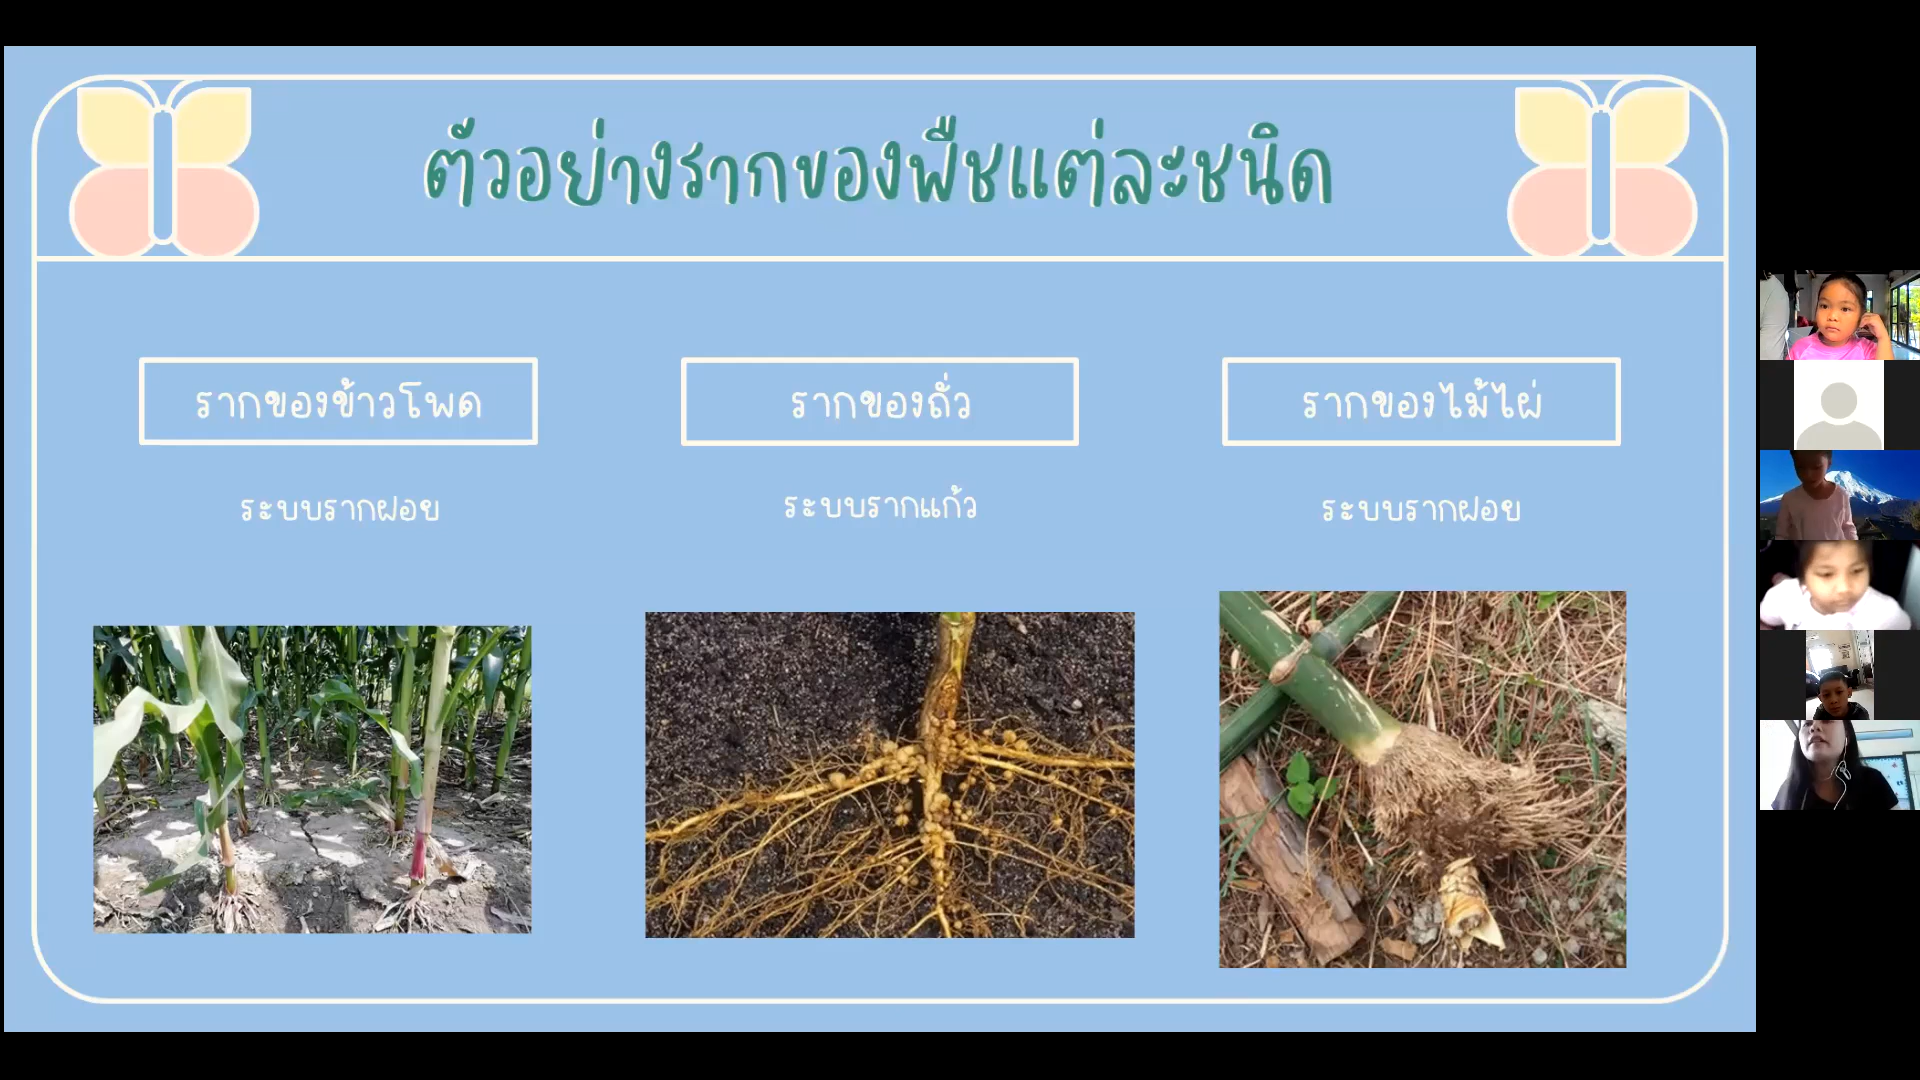 ตัวอย่างรากของพืชแต่ละชนิด
รากของข้าวโพด
ระบบรากฝอย
รากของถั่ว
ระบบรากแก้ว
รากของไม้ไผ่
ระบบรากฝอย